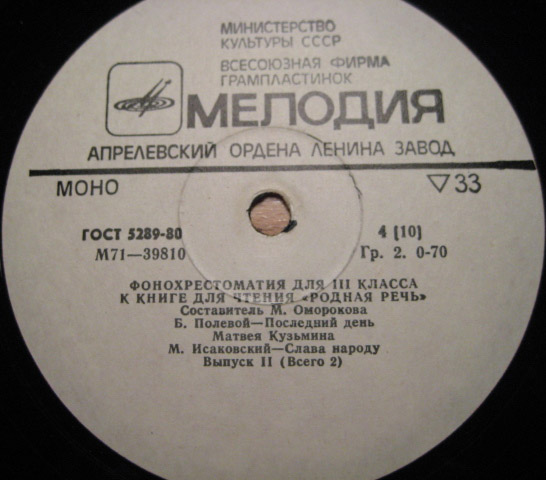 МИНИСТЕРСТВО
КУЛЬТУРЫ СССР
ВСЕСОЮЗНАЯ ФИРМА
ГРАМПЛАСТИНОК
МЕЛОДИЯ
АПРЕЛЕВСКИЙ ОРДЕНА ЛЕНИНА ЗАВОД
МОНО ▽33
ГОСТ 5289-80 4 [10]
М71—39810 Гр. 2. 0-70
ФОНОХРЕСТОМАТИЯ ДЛЯ III КЛАССА
К КНИГЕ ДЛЯ ЧТЕНИЯ «РОДНАЯ РЕЧЬ»
Составитель М. Оморокова
Б. Полевой—Последний день
Матвея Кузьмина
М. Исаковский—Слава народу
Выпуск II (Всего 2)